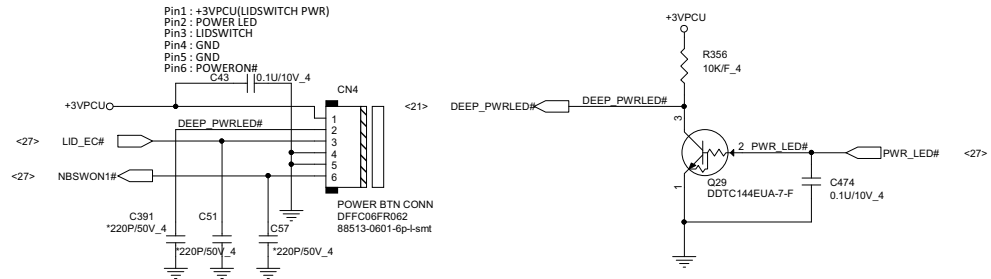 Pin1 : +3VPCU(LIDSWITCH PWR)
Pin2 : POWER LED
Pin3 : LIDSWITCH
Pin4 : GND
Pin5 : GND
Pin6 : POWERON#
C43
0.1U/10V_4
CN4
+3VPCU
DEEP_PWRLED#
<27>
LID_EC#
<27>
NBSWON1#
1
2
3
4
5
6
POWER BTN CONN
DFFC06FR062
88513-0601-6p-l-smt
C391
*220P/50V_4
C51
*220P/50V_4
C57
*220P/50V_4
+3VPCU
R356
10K/F_4
<21>
DEEP_PWRLED#
DEEP_PWRLED#
3
2
PWR_LED#
PWR_LED#
<27>
1
Q29
DDTC144EUA-7-F
C474
0.1U/10V_4